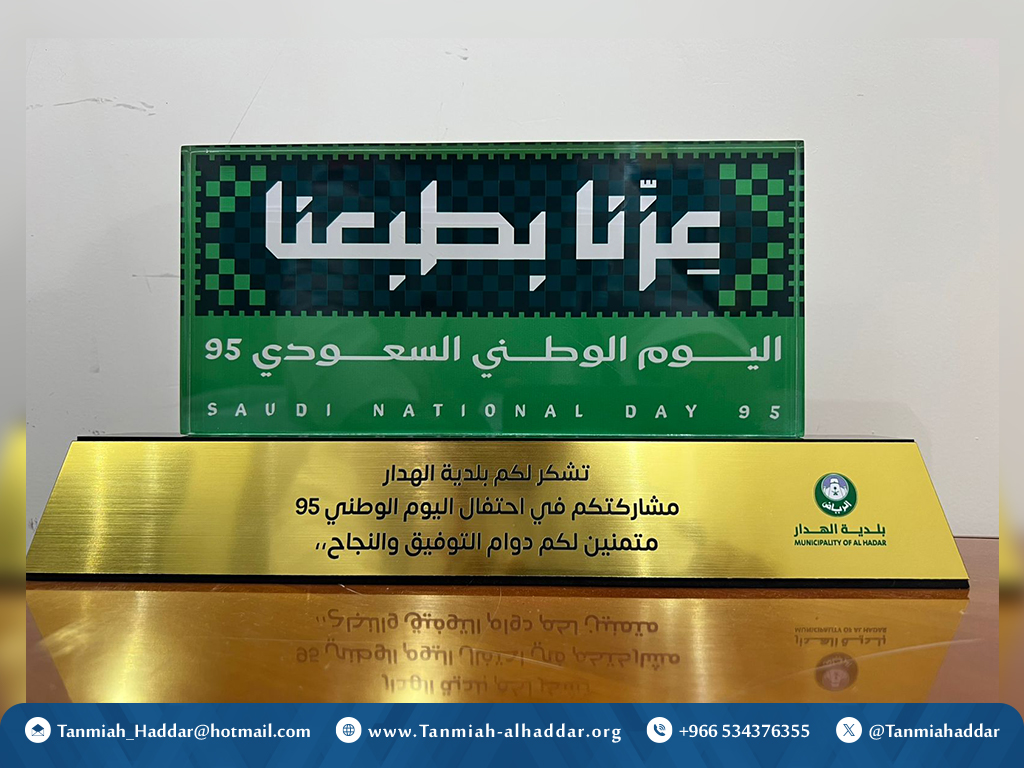 عِزّنا بطبعنا
اليوم الوطني السعودي 95
SAUDI NATIONAL DAY 95
تشكر لكم بلدية الهدار
مشاركتكم في احتفال اليوم الوطني 95
متمنين لكم دوام التوفيق والنجاح،،
الرياض
بلدية الهدار
MUNICIPALITY OF AL HADAR
Tanmiah_Haddar@hotmail.com
www.Tanmiah-alhaddar.org
+966 534376355
@Tanmiahaddar